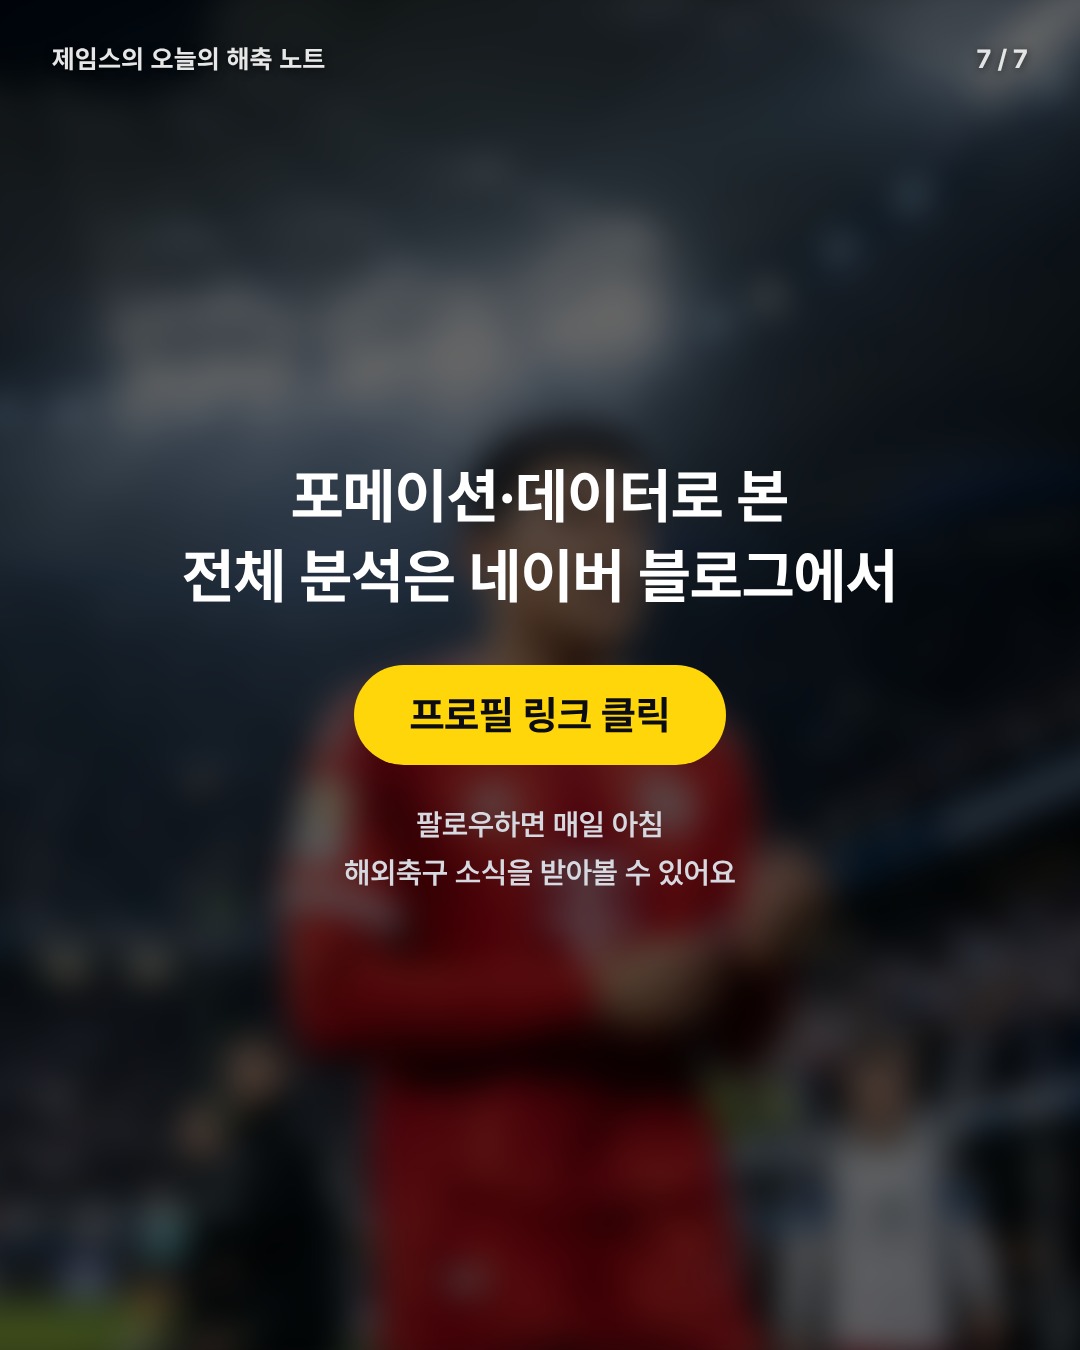 제임스의 오늘의 해축 노트
7 / 7
포메이션·데이터로 본
전체 분석은 네이버 블로그에서
프로필 링크 클릭
팔로우하면 매일 아침
해외축구 소식을 받아볼 수 있어요